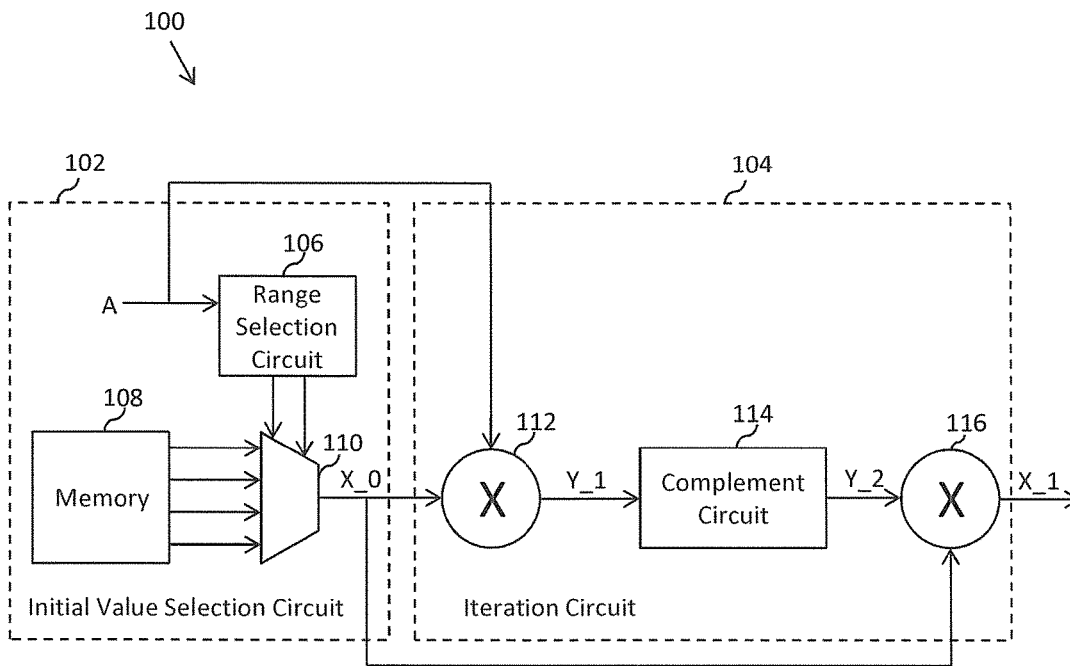 100
102
104
106
A
Range
Selection
Circuit
108
110
112
114
116
Memory
X_0
X
Y_1
Complement
Circuit
Y_2
X
X_1
Initial Value Selection Circuit
Iteration Circuit